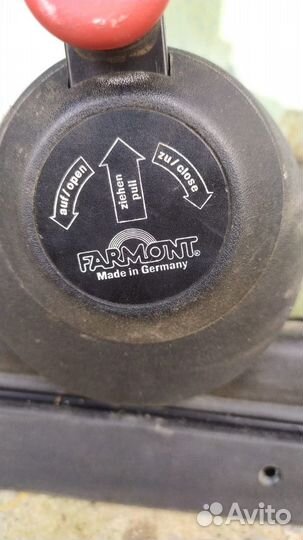 auf/open
ziehen
pull
zu/close
FARMONT®
Made in Germany
Avito